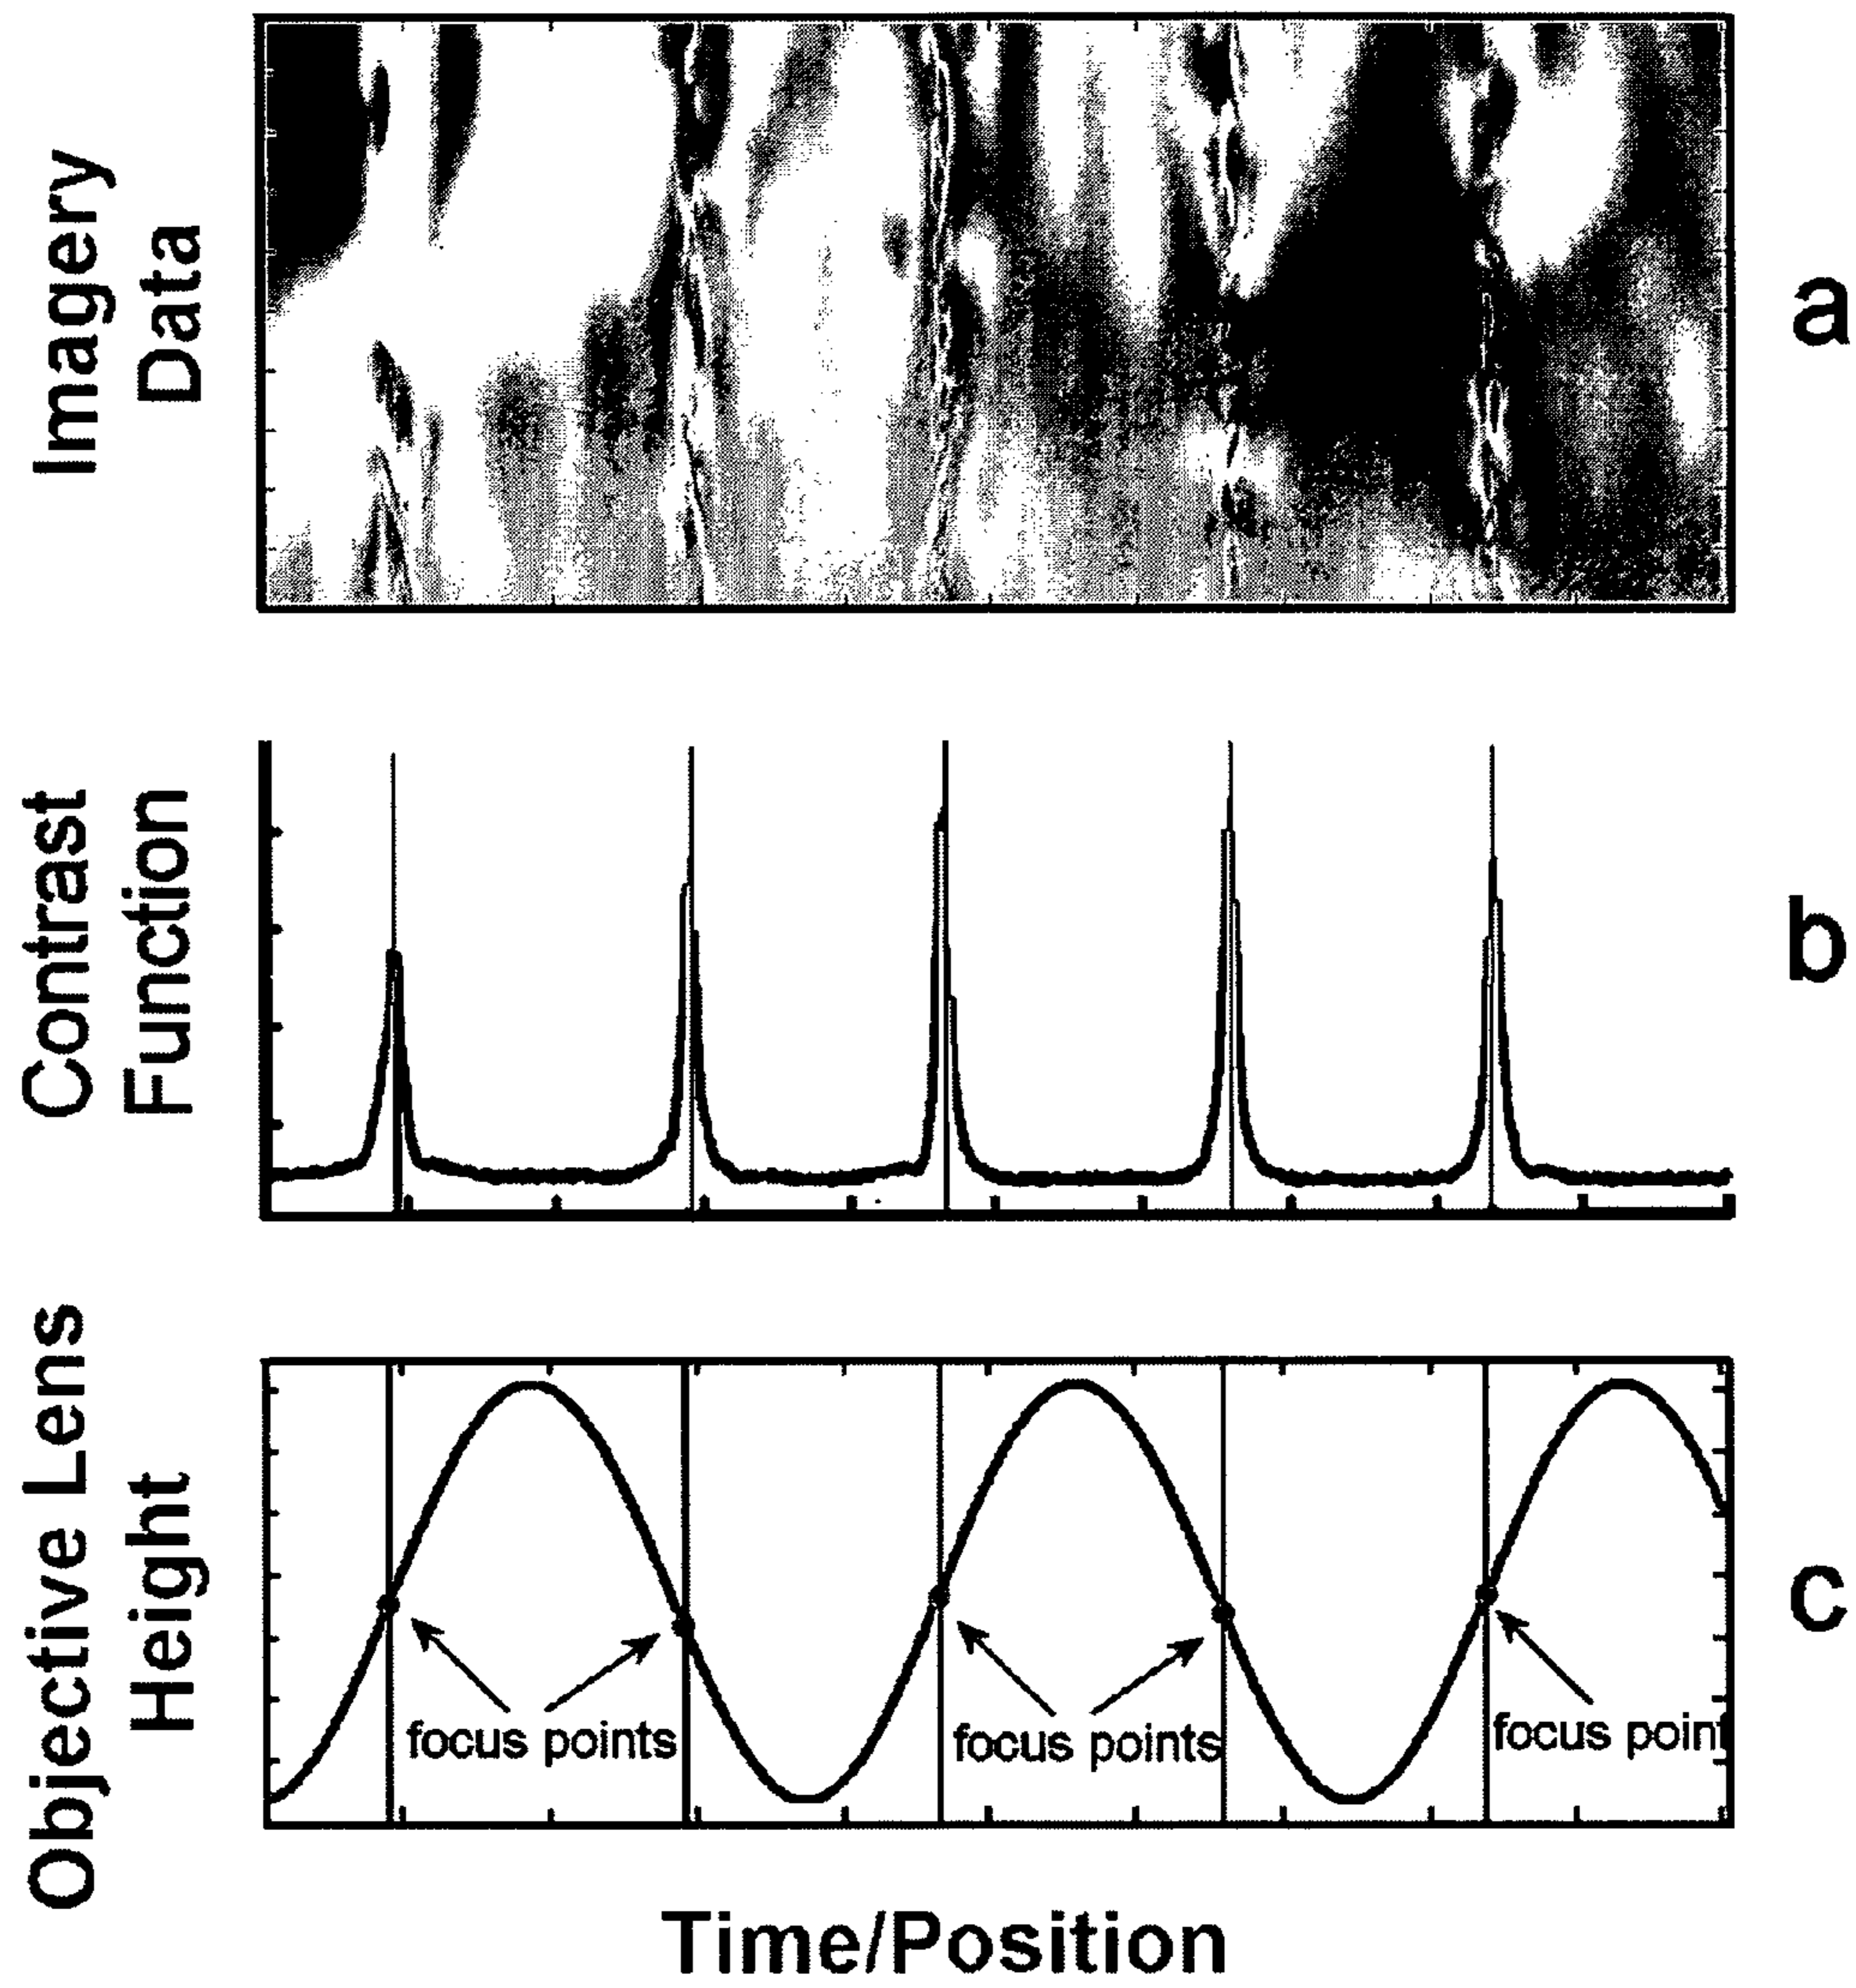 Imagery
Data
a
Contrast
Function
b
Objective Lens
Height
c
focus points
focus points
focus point
Time/Position